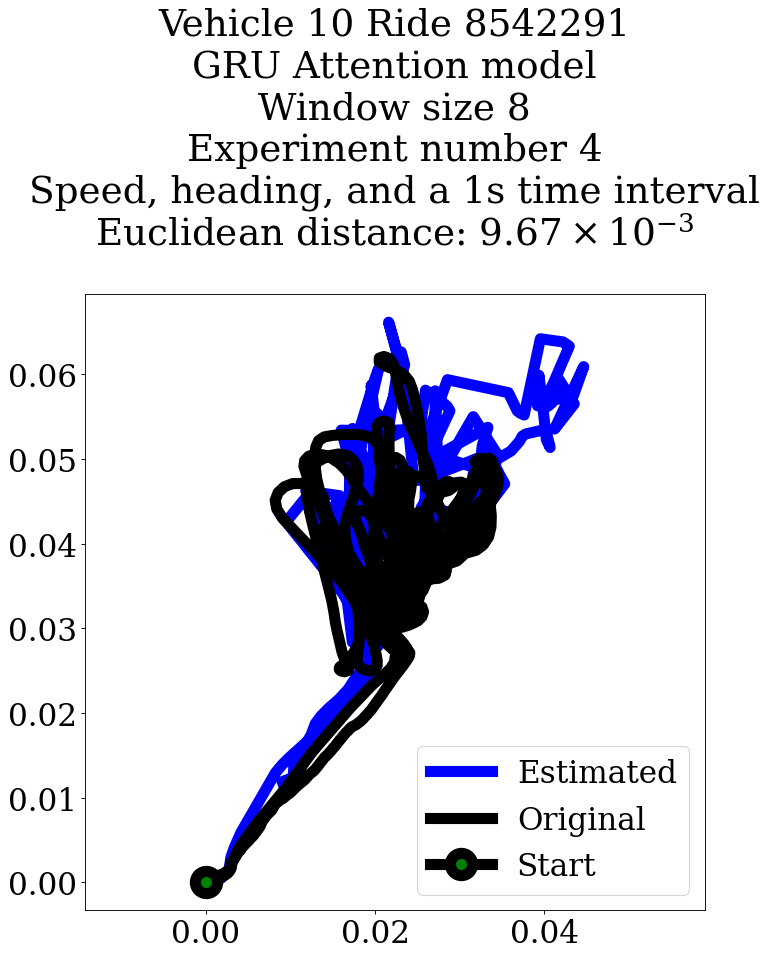 Vehicle 10 Ride 8542291
GRU Attention model
Window size 8
Experiment number 4
Speed, heading, and a 1s time interval
Euclidean distance: 9.67 × 10⁻³
0.06
0.05
0.04
0.03
0.02
0.01
0.00
Estimated
Original
Start
0.00 0.02 0.04